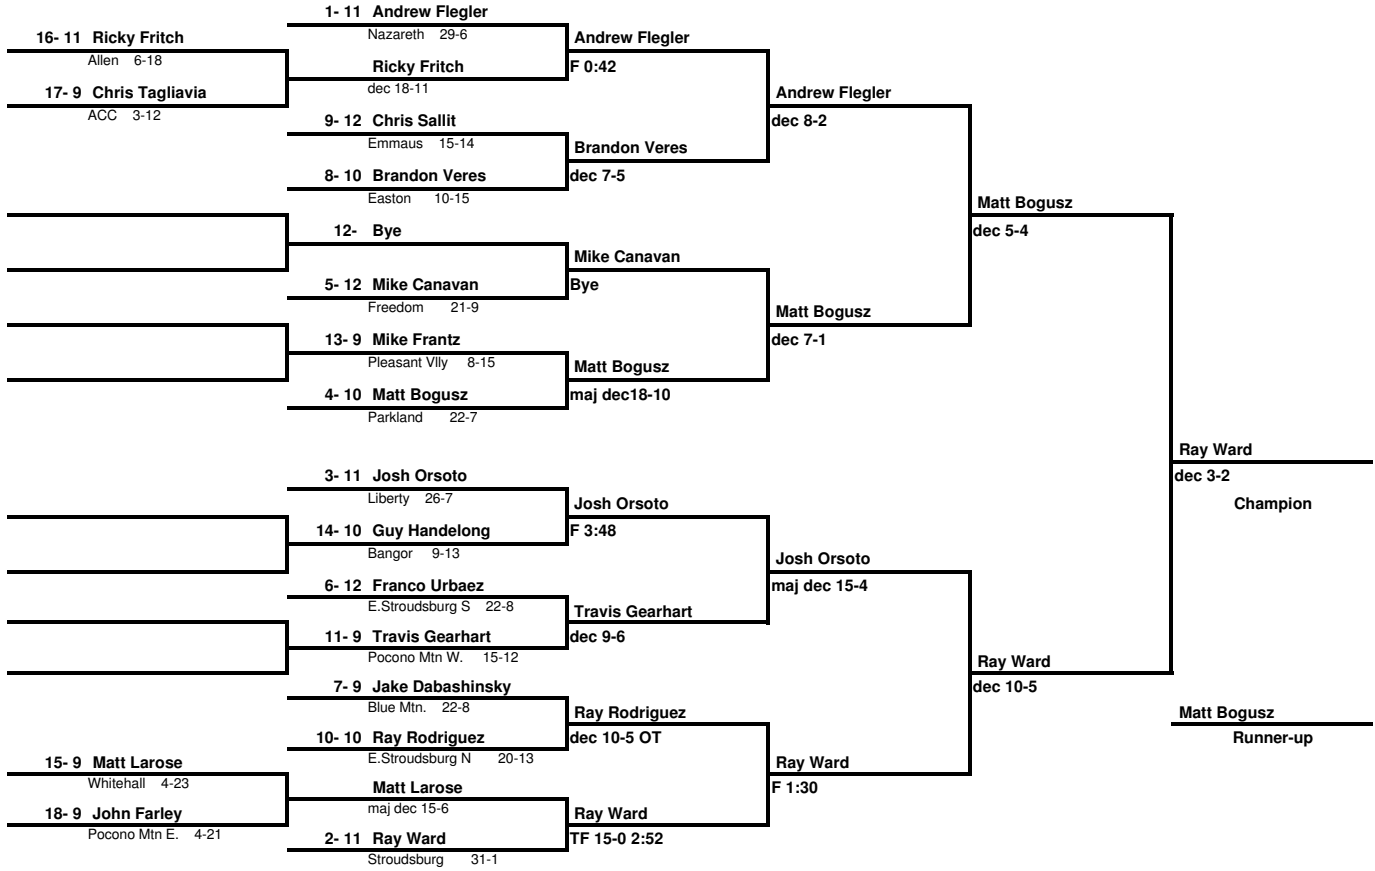 1- 11 Andrew Flegler
Nazareth 29-6
16- 11 Ricky Fritch
Allen 6-18
Andrew Flegler
F 0:42
Ricky Fritch
dec 18-11
17- 9 Chris Tagliavia
ACC 3-12
Andrew Flegler
dec 8-2
9- 12 Chris Sallit
Emmaus 15-14
Brandon Veres
dec 7-5
8- 10 Brandon Veres
Easton 10-15
Matt Bogusz
dec 5-4
12- Bye
Mike Canavan
Bye
5- 12 Mike Canavan
Freedom 21-9
Matt Bogusz
dec 7-1
13- 9 Mike Frantz
Pleasant Vlly 8-15
Matt Bogusz
maj dec18-10
4- 10 Matt Bogusz
Parkland 22-7
Ray Ward
dec 3-2
Champion
3- 11 Josh Orsoto
Liberty 26-7
Josh Orsoto
F 3:48
14- 10 Guy Handelong
Bangor 9-13
Josh Orsoto
maj dec 15-4
6- 12 Franco Urbaez
E.Stroudsburg S 22-8
Travis Gearhart
dec 9-6
11- 9 Travis Gearhart
Pocono Mtn W. 15-12
Ray Ward
dec 10-5
7- 9 Jake Dabashinsky
Blue Mtn. 22-8
Ray Rodriguez
dec 10-5 OT
Matt Bogusz
Runner-up
10- 10 Ray Rodriguez
E.Stroudsburg N 20-13
15- 9 Matt Larose
Whitehall 4-23
Ray Ward
F 1:30
Matt Larose
maj dec 15-6
18- 9 John Farley
Pocono Mtn E. 4-21
Ray Ward
TF 15-0 2:52
2- 11 Ray Ward
Stroudsburg 31-1